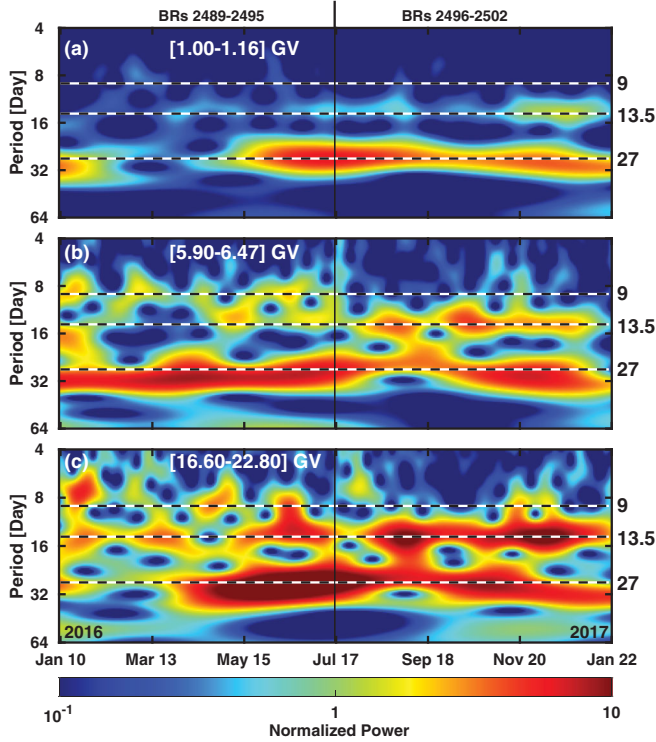 BRs 2489-2495 BRs 2496-2502
4
(a) [1.00-1.16] GV
8
9
13.5
16
27
32
64
Period [Day]
4
(b) [5.90-6.47] GV
8
9
13.5
16
27
32
64
Period [Day]
4
(c) [16.60-22.80] GV
8
9
13.5
16
27
32
64
Period [Day]
2016 2017
Jan 10 Mar 13 May 15 Jul 17 Sep 18 Nov 20 Jan 22
10-1 1 10
Normalized Power